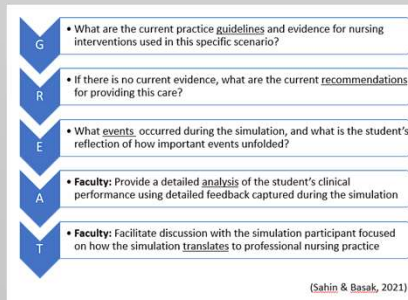 G
• What are the current practice guidelines and evidence for nursing
interventions used in this specific scenario?
R
• If there is no current evidence, what are the current recommendations
for providing this care?
E
• What events occurred during the simulation, and what is the student's
reflection of how important events unfolded?
A
• Faculty: Provide a detailed analysis of the student's clinical
performance using detailed feedback captured during the simulation
T
• Faculty: Facilitate discussion with the simulation participant focused
on how the simulation translates to professional nursing practice
(Sahin & Basak, 2021)